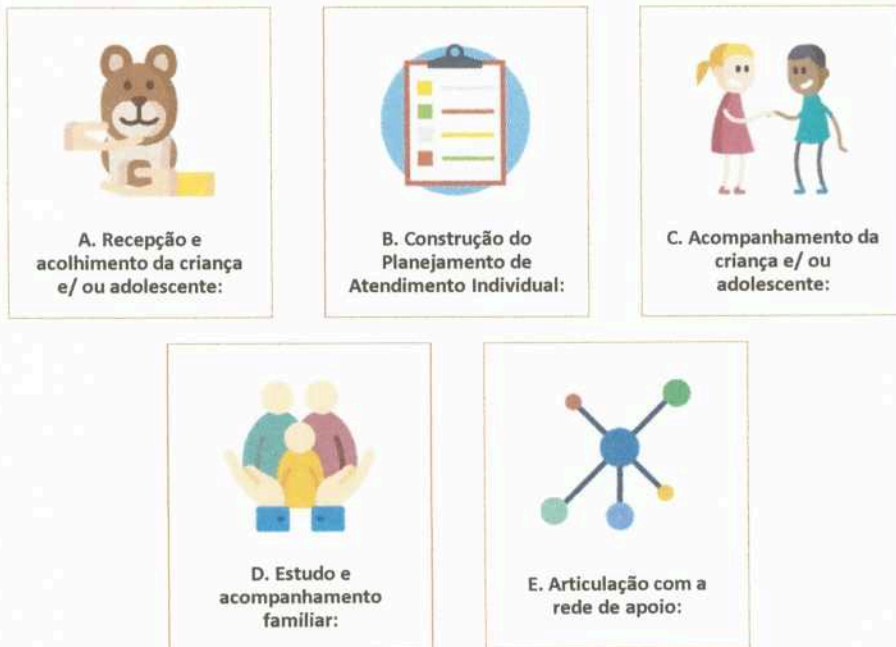 A. Recepção e
acolhimento da criança
e/ ou adolescente:
B. Construção do
Planejamento de
Atendimento Individual:
C. Acompanhamento da
criança e/ ou
adolescente:
D. Estudo e
acompanhamento
familiar:
E. Articulação com a
rede de apoio: